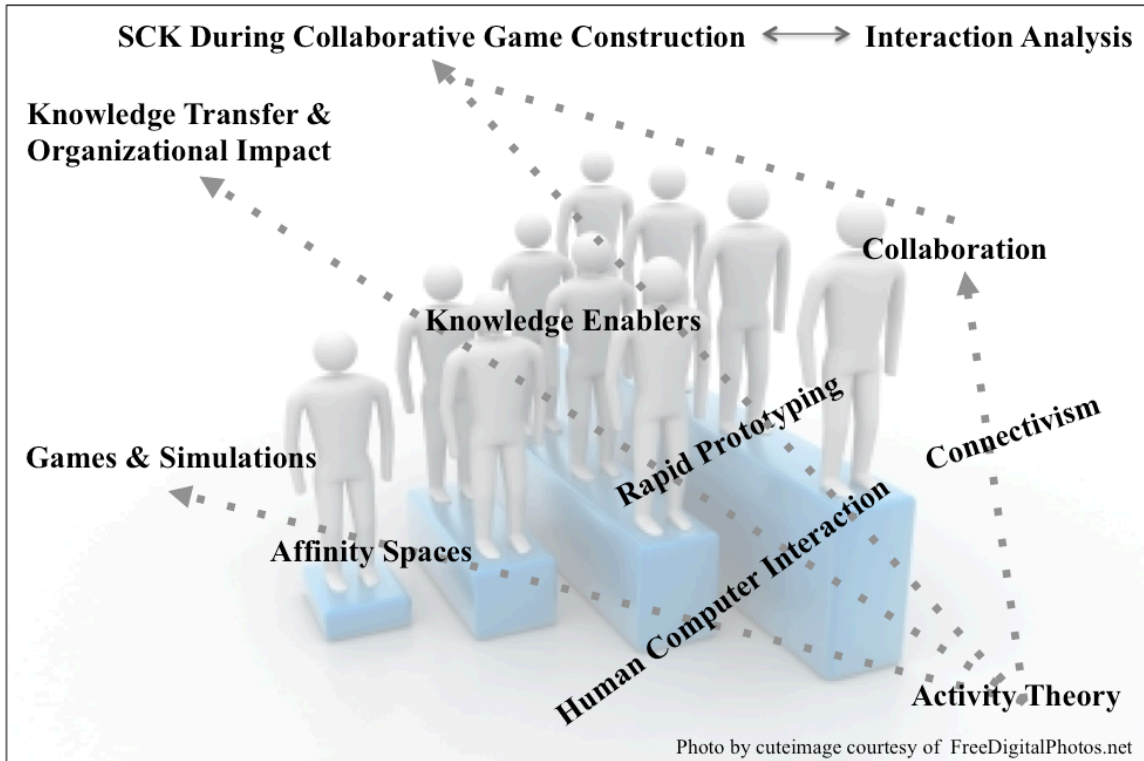 SCK During Collaborative Game Construction
Interaction Analysis
Knowledge Transfer &
Organizational Impact
Collaboration
Knowledge Enablers
Rapid Prototyping
Connectivism
Games & Simulations
Human Computer Interaction
Affinity Spaces
Activity Theory
Photo by cuteimage courtesy of FreeDigitalPhotos.net